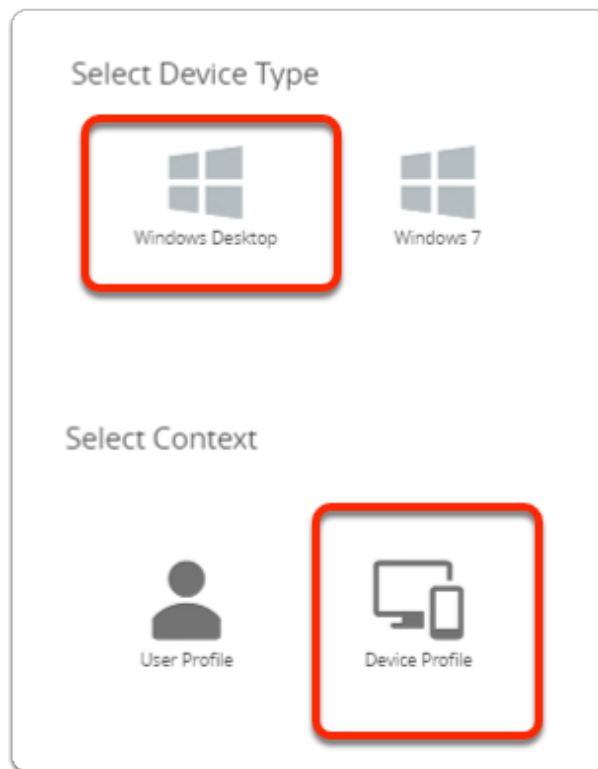 Select Device Type
Windows Desktop
Windows 7
Select Context
User Profile
Device Profile